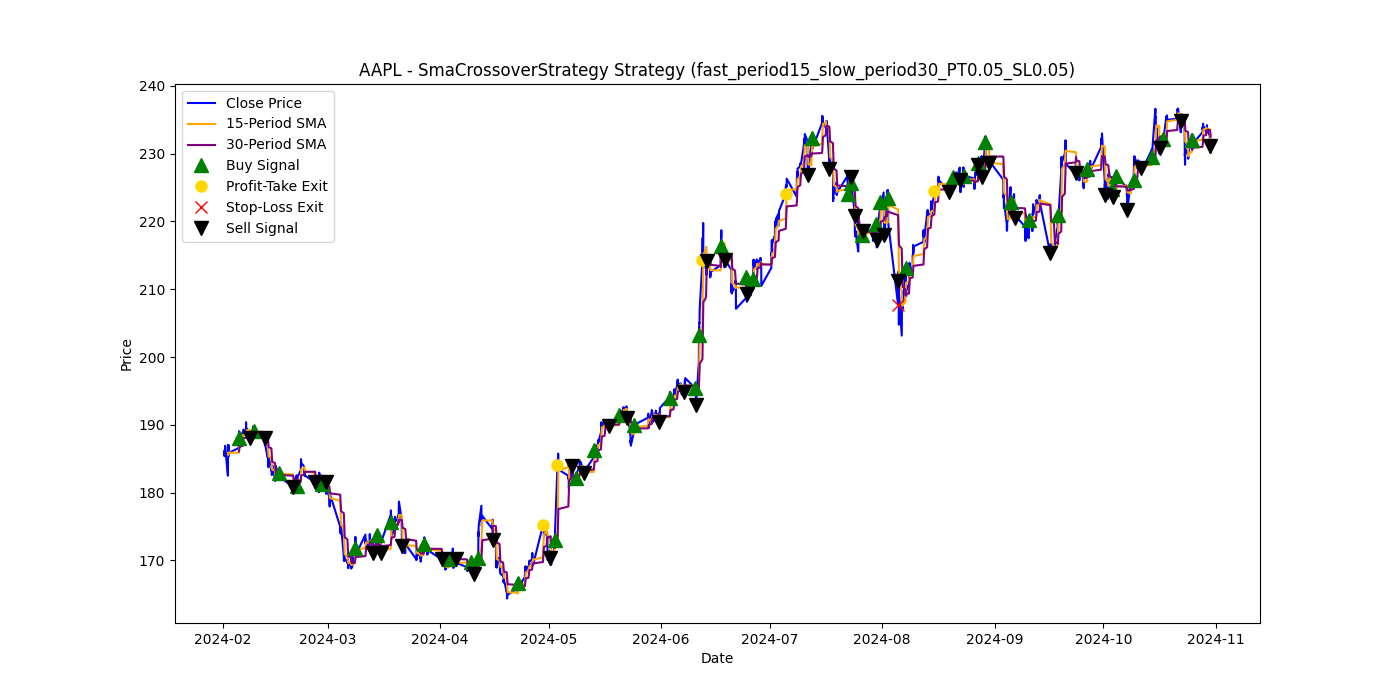 AAPL - SmaCrossoverStrategy Strategy (fast_period15_slow_period30_PT0.05_SL0.05)
Close Price
15-Period SMA
30-Period SMA
Buy Signal
Profit-Take Exit
Stop-Loss Exit
Sell Signal
Price
240
230
220
210
200
190
180
170
2024-02 2024-03 2024-04 2024-05 2024-06 2024-07 2024-08 2024-09 2024-10 2024-11
Date